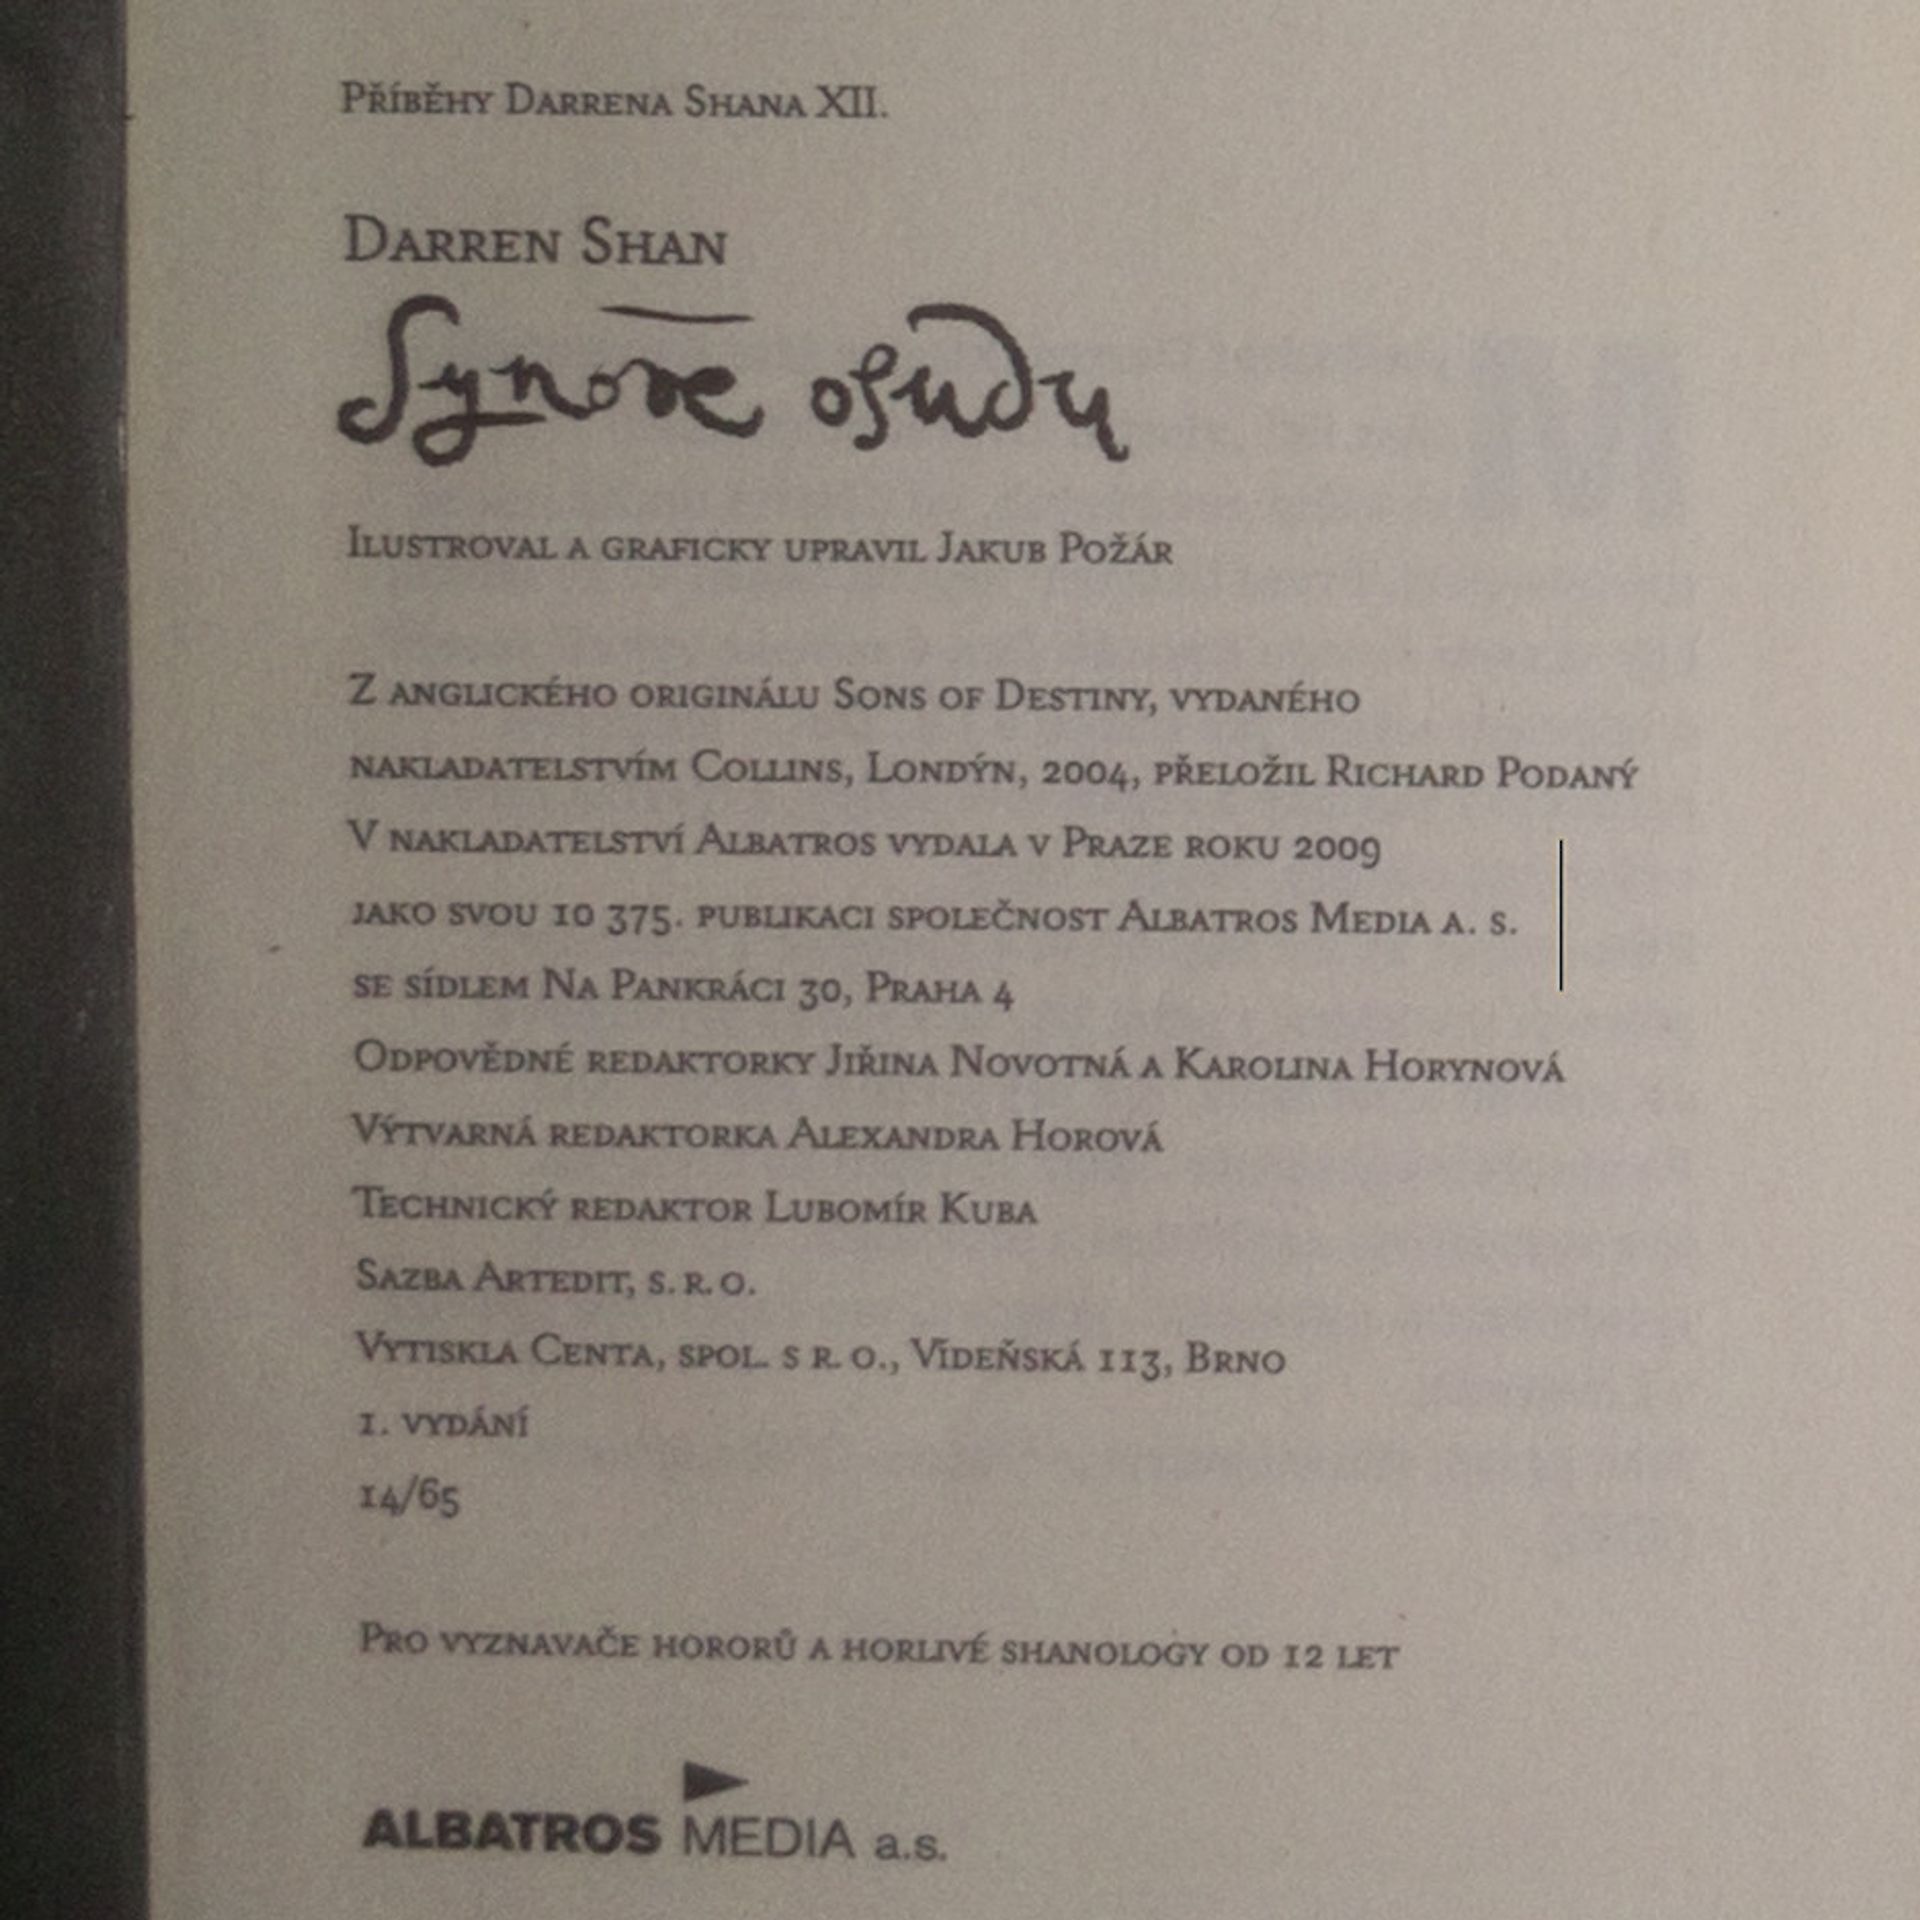 Příběhy Darrena Shana XII.
Darren Shan
Synové osudu
Ilustroval a graficky upravil Jakub Požár
Z anglického originálu Sons of Destiny, vydaného
nakladatelstvím Collins, Londýn, 2004, přeložil Richard Podaný
V nakladatelství Albatros vydala v Praze roku 2009
jako svou 10 375. publikaci společnost Albatros Media a. s.
se sídlem Na Pankráci 30, Praha 4
Odpovědné redaktorky Jiřina Novotná a Karolina Horynová
Výtvarná redaktorka Alexandra Horová
Technický redaktor Lubomír Kuba
Sazba Artedit, s. r. o.
Vytiskla Centa, spol. s r. o., Vídeňská 113, Brno
1. vydání
14/65
Pro vyznavače hororů a horlivé shanology od 12 let
ALBATROS MEDIA a.s.